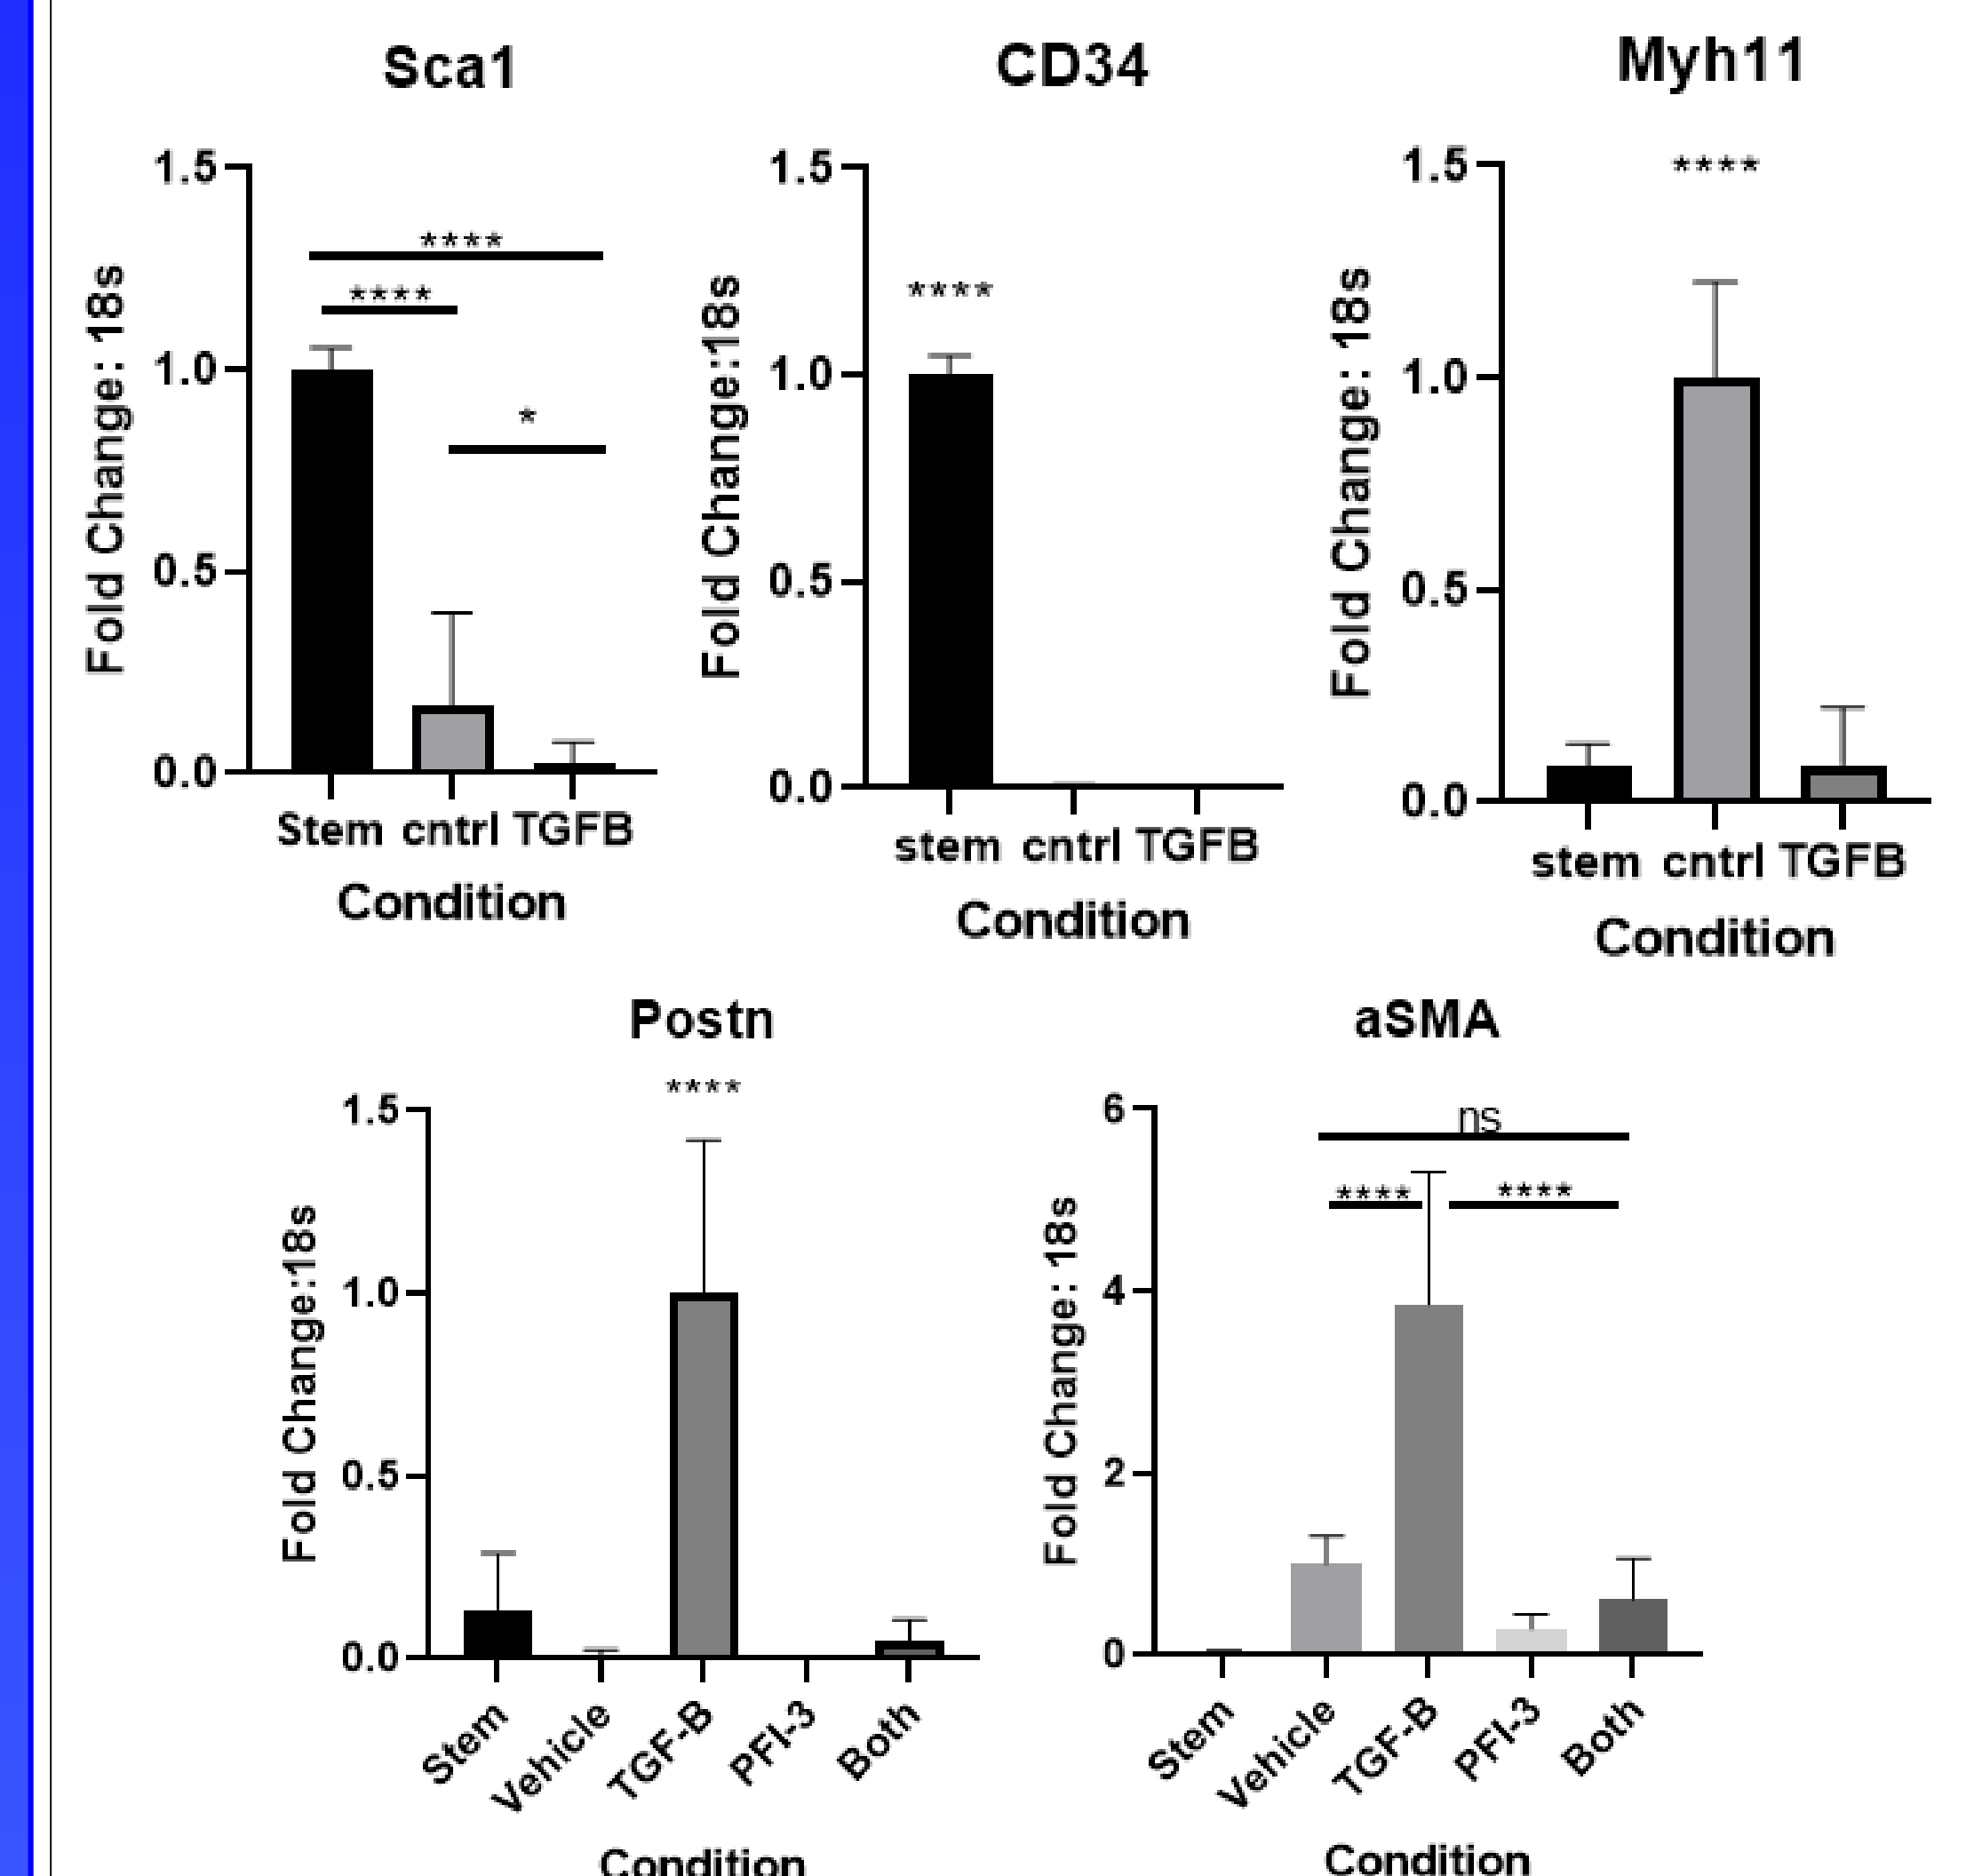 Sca1
Fold Change: 18s
1.5
1.0
0.5
0.0
****
****
*
Stem cntrl TGFB
Condition
CD34
Fold Change:18s
1.5
1.0
0.5
0.0
****
stem cntrl TGFB
Condition
Myh11
Fold Change: 18s
1.5
1.0
0.5
0.0
****
stem cntrl TGFB
Condition
Postn
Fold Change:18s
1.5
1.0
0.5
0.0
****
Stem
Vehicle
TGF-B
PFI-3
Both
Condition
aSMA
Fold Change: 18s
6
4
2
0
ns
****
****
Stem
Vehicle
TGF-B
PFI-3
Both
Condition